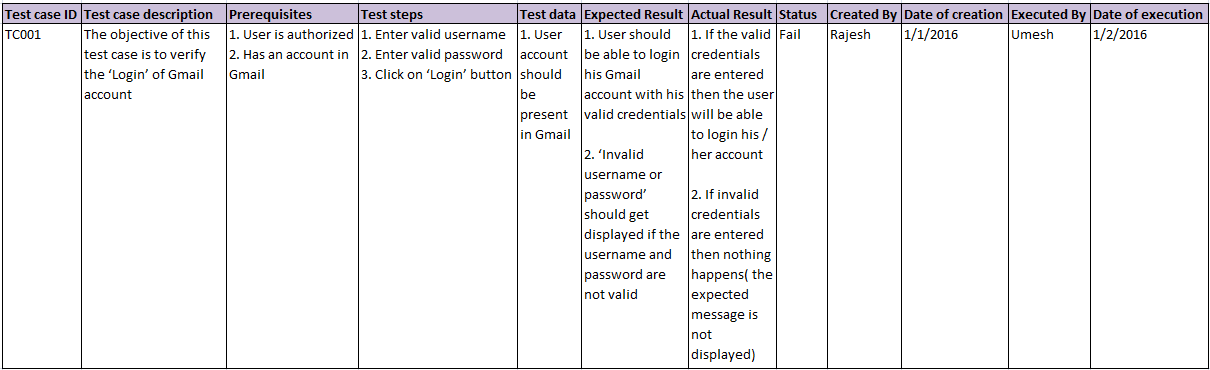 Test case ID Test case description Prerequisites Test steps Test data Expected Result Actual Result Status Created By Date of creation Executed By Date of execution
TC001
The objective of this
test case is to verify
the ‘Login’ of Gmail
account
1. User is authorized
2. Has an account in
Gmail
1. Enter valid username
2. Enter valid password
3. Click on ‘Login’ button
1. User
account
should
be
present
in Gmail
1. User should
be able to login
his Gmail
account with his
valid credentials
2. ‘Invalid
username or
password’
should get
displayed if the
username and
password are
not valid
1. If the valid
credentials
are entered
then the user
will be able
to login his /
her account
2. If invalid
credentials
are entered
then nothing
happens( the
expected
message is
not
displayed)
Fail
Rajesh
1/1/2016
Umesh
1/2/2016